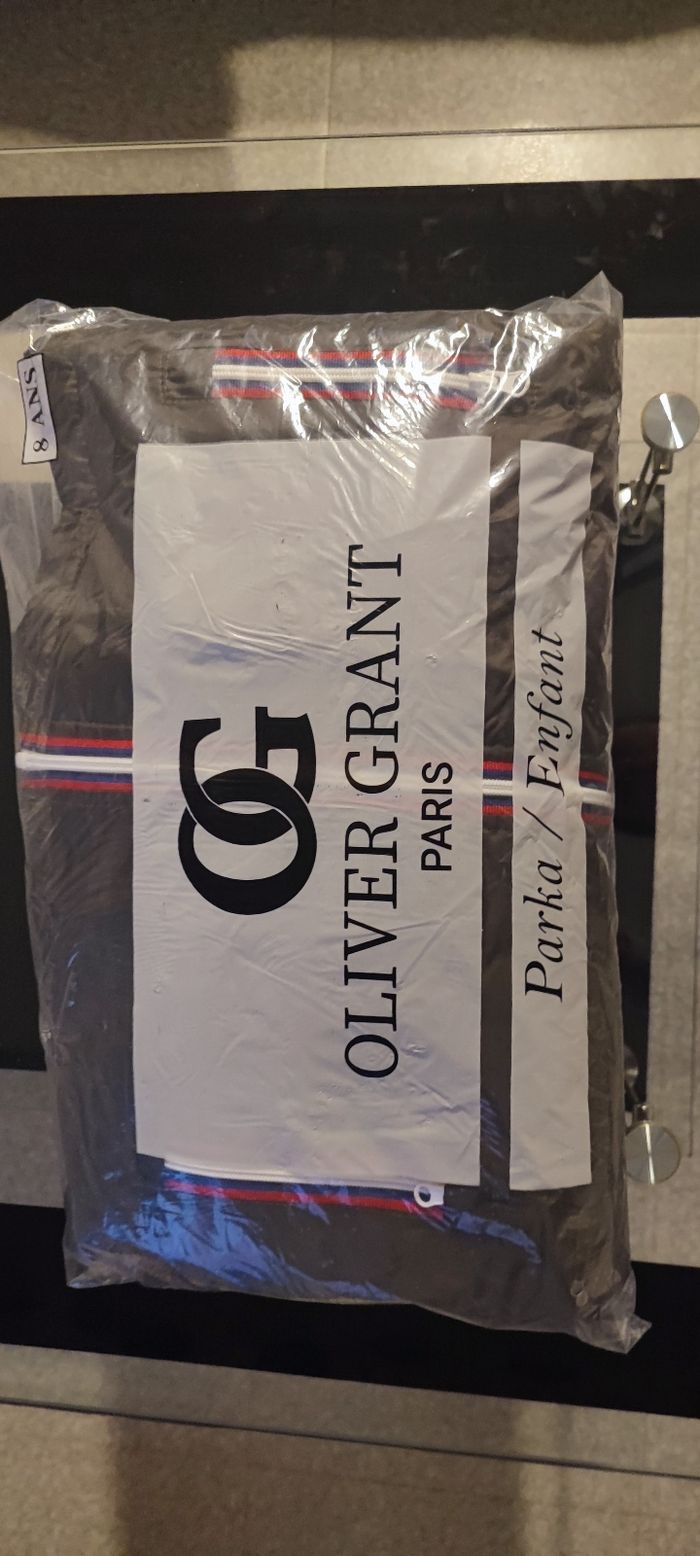 8 ANS
OG
OLIVER GRANT
PARIS
Parka / Enfant